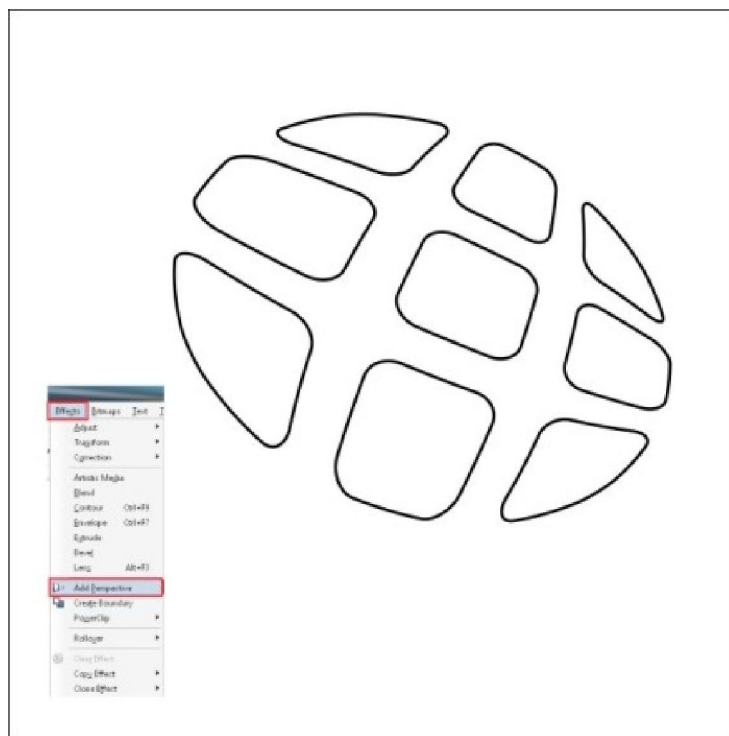 Effects Bitmaps Text T
Adjust
Transform
Correction
Artistic Media
Blend
Contour Ctrl+F9
Envelope Ctrl+F7
Extrude
Bevel
Lens Alt+F3
Add Perspective
Create Boundary
PowerClip
Rollover
Clear Effect
Copy Effect
Clone Effect